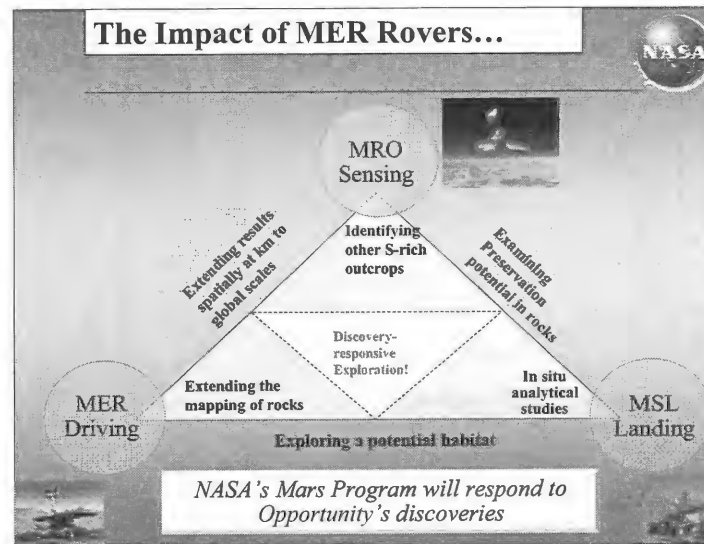 The Impact of MER Rovers...
NASA
MRO
Sensing
Extending results
spatially at km to
global scales
Identifying
other S-rich
outcrops
Examining
Preservation
potential in rocks
Discovery-
responsive
Exploration!
MER
Driving
Extending the
mapping of rocks
In situ
analytical
studies
MSL
Landing
Exploring a potential habitat
NASA's Mars Program will respond to
Opportunity's discoveries